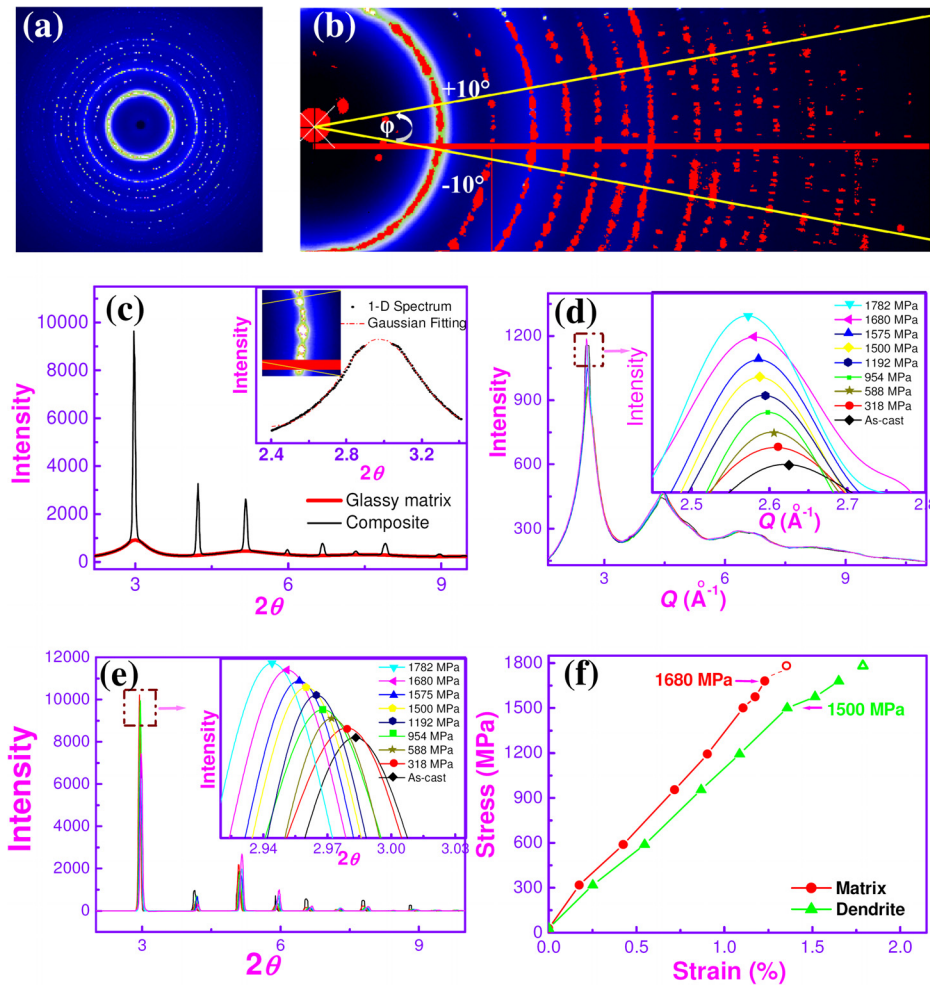 (a)
(b)
+10°
φ
-10°
(c)
10000
8000
6000
4000
2000
0
Intensity
3
6
9
2θ
1-D Spectrum
Gaussian Fitting
2.4
2.8
3.2
2θ
Glassy matrix
Composite
(d)
1200
900
600
300
Intensity
3
6
9
Q (Å-1)
Intensity
1782 MPa
1680 MPa
1575 MPa
1500 MPa
1192 MPa
954 MPa
588 MPa
318 MPa
As-cast
2.5
2.6
2.7
2.8
Q (Å-1)
(e)
12000
10000
8000
6000
4000
2000
0
Intensity
3
6
9
2θ
Intensity
1782 MPa
1680 MPa
1575 MPa
1500 MPa
1192 MPa
954 MPa
588 MPa
318 MPa
As-cast
2.94
2.97
3.00
3.03
2θ
(f)
1800
1500
1200
900
600
300
0
Stress (MPa)
1680 MPa
1500 MPa
Matrix
Dendrite
0.0
0.5
1.0
1.5
2.0
Strain (%)